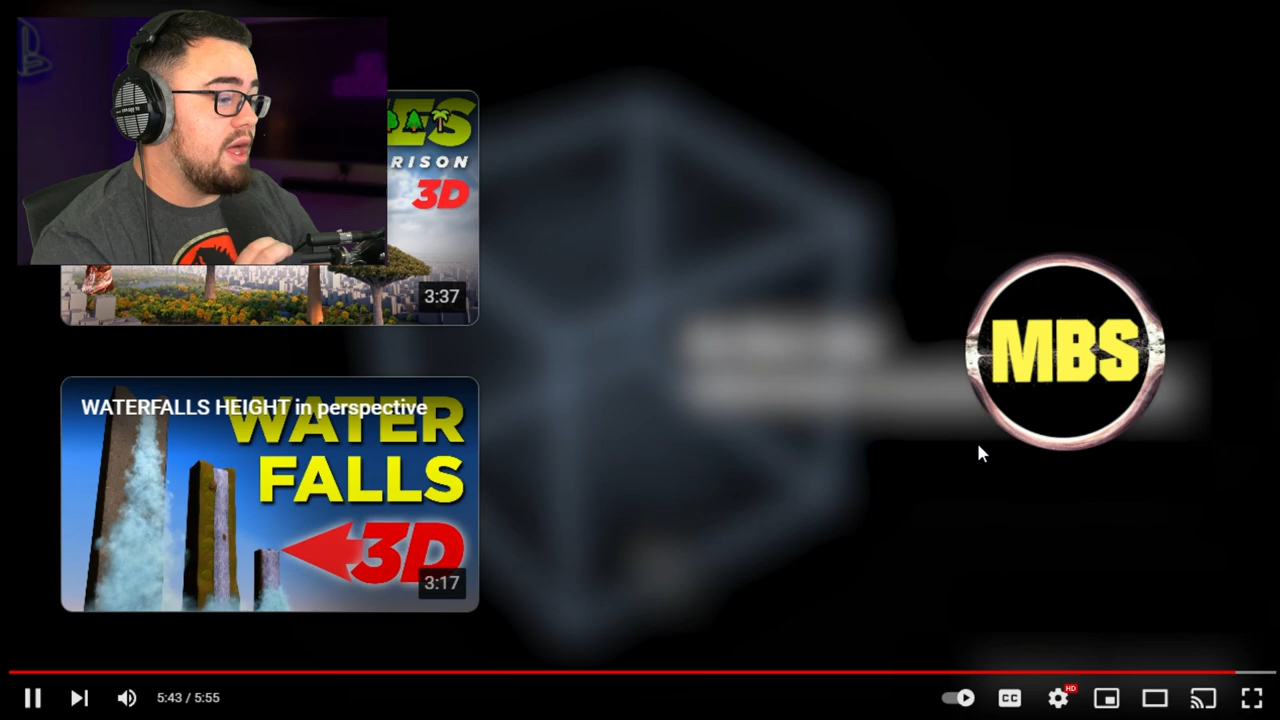 ES
RISON
3D
3:37
WATERFALLS HEIGHT in perspective
WATER
FALLS
3D
3:17
MBS
5:43 / 5:55
CC
HD